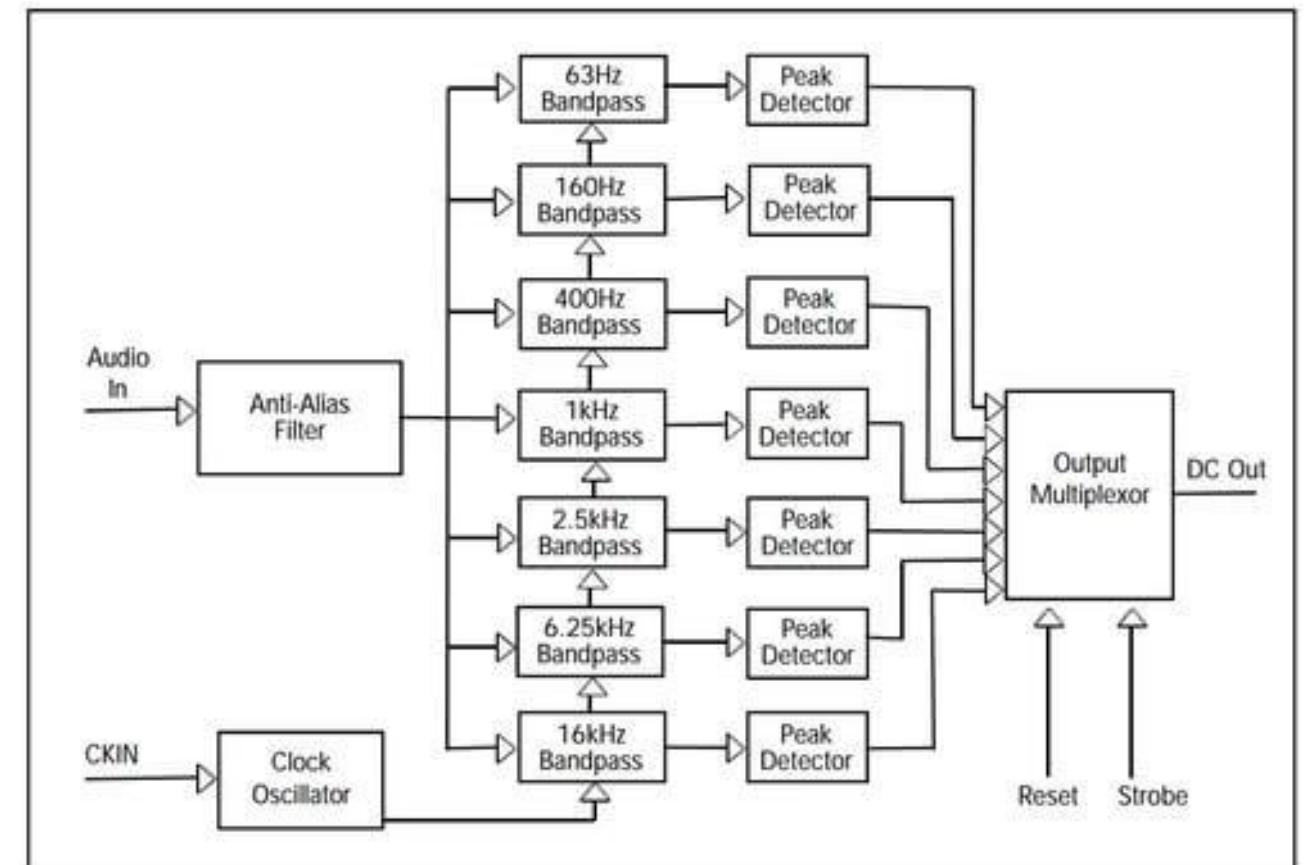 63Hz
Bandpass
Peak
Detector
160Hz
Bandpass
Peak
Detector
400Hz
Bandpass
Peak
Detector
Audio
In
Anti-Alias
Filter
1kHz
Bandpass
Peak
Detector
Output
Multiplexor
DC Out
2.5kHz
Bandpass
Peak
Detector
6.25kHz
Bandpass
Peak
Detector
CKIN
Clock
Oscillator
16kHz
Bandpass
Peak
Detector
Reset
Strobe